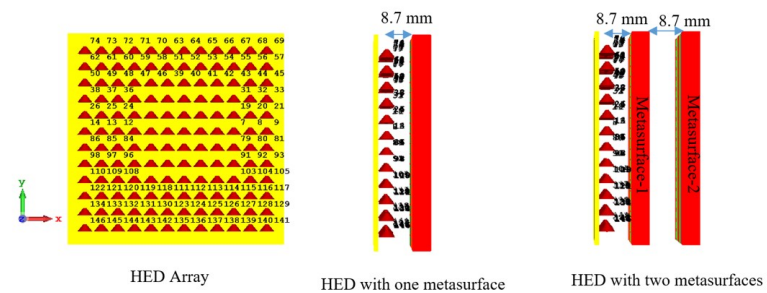 8.7 mm
8.7 mm 8.7 mm
74 73 72 71 70 63 64 65 66 67 68 69
62 61 60 59 58 51 52 53 54 55 56 57
50 49 48 47 46 39 40 41 42 43 44 45
38 37 36 31 32 33
26 25 24 19 20 21
14 13 12 7 8 9
86 85 84 79 80 81
98 97 96 91 92 93
110 109 108 103 104 105
122 121 120 119 118 111 112 113 114 115 116 117
134 133 132 131 130 123 124 125 126 127 128 129
146 145 144 143 142 135 136 137 138 139 140 141
y
x
Metasurface-1
Metasurface-2
HED Array
HED with one metasurface
HED with two metasurfaces